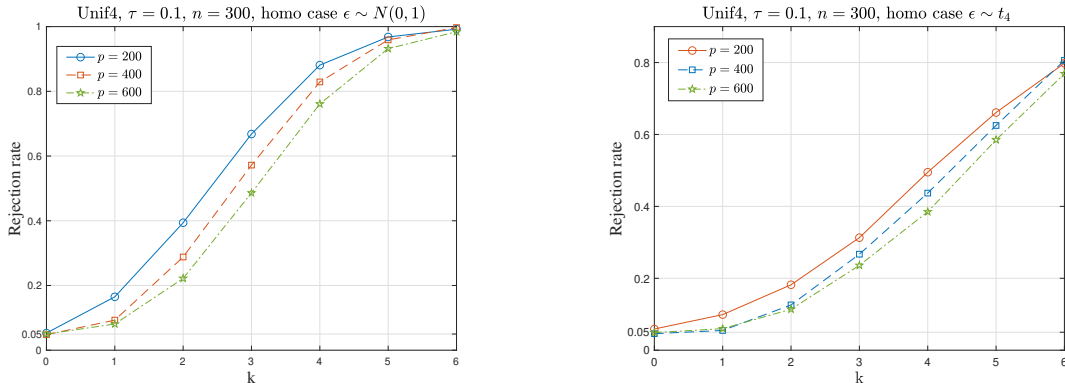 Unif4, τ = 0.1, n = 300, homo case ϵ ∼ N(0, 1)
1
0.8
0.6
0.4
0.2
0.05
0
Rejection rate
p = 200
p = 400
p = 600
0 1 2 3 4 5 6
k
Unif4, τ = 0.1, n = 300, homo case ϵ ∼ t₄
0.8
0.6
0.4
0.2
0.05
0
Rejection rate
p = 200
p = 400
p = 600
0 1 2 3 4 5 6
k